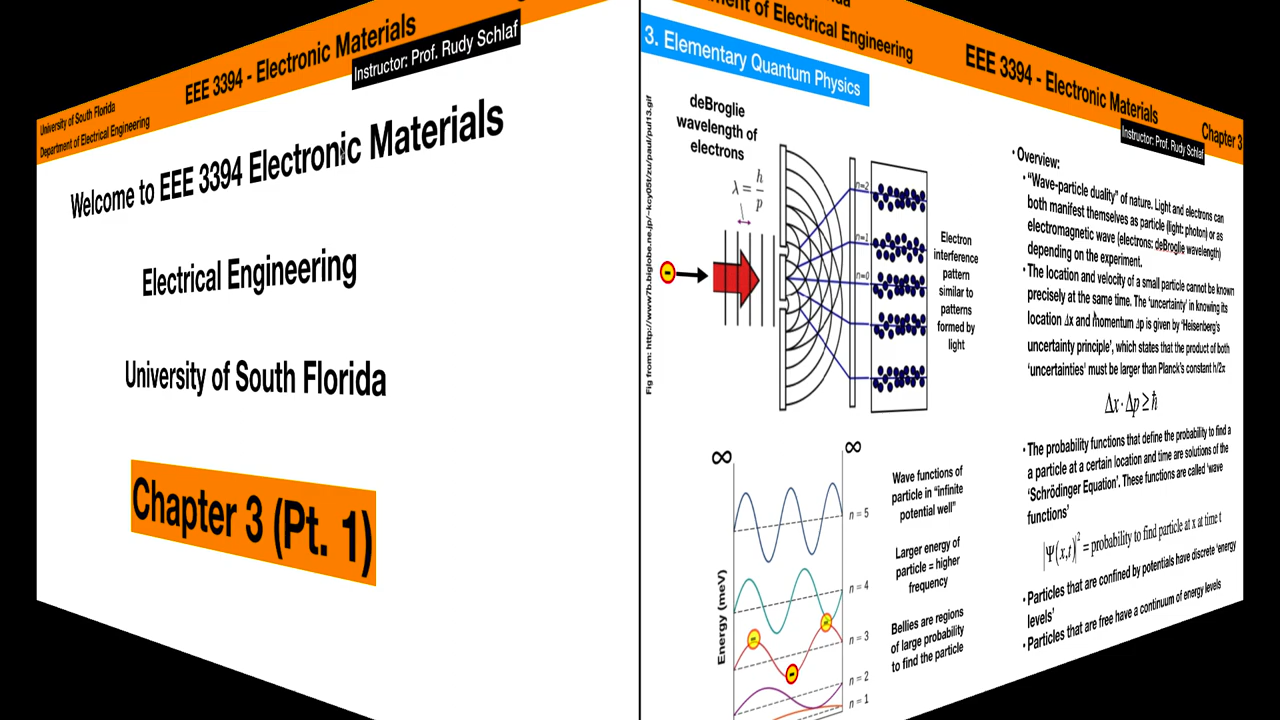 EEE 3394 - Electronic Materials
Instructor: Prof. Rudy Schlaf
University of South Florida
Department of Electrical Engineering
Welcome to EEE 3394 Electronic Materials
Electrical Engineering
University of South Florida
Chapter 3 (Pt. 1)
ment of Electrical Engineering
EEE 3394 - Electronic Materials
Chapter 3
Instructor: Prof. Rudy Schlaf
3. Elementary Quantum Physics
deBroglie
wavelength of
electrons
λ = h/p
Fig from: http://www7b.biglobe.ne.jp/~kcy05t/zu/paul/pul13.gif
n=2
n=1
n=0
Electron
interference
pattern
similar to
patterns
formed by
light
∞
∞
Energy (meV)
n = 5
n = 4
n = 3
n = 2
n = 1
Wave functions of
particle in "infinite
potential well"
Larger energy of
particle = higher
frequency
Bellies are regions
of large probability
to find the particle
• Overview:
• "Wave-particle duality" of nature. Light and electrons can
both manifest themselves as particle (light: photon) or as
electromagnetic wave (electrons: deBroglie wavelength)
depending on the experiment.
• The location and velocity of a small particle cannot be known
precisely at the same time. The 'uncertainty' in knowing its
location Δx and momentum Δp is given by 'Heisenberg's
uncertainty principle', which states that the product of both
'uncertainties' must be larger than Planck's constant h/2π
Δx · Δp ≥ ℏ
• The probability functions that define the probability to find a
a particle at a certain location and time are solutions of the
'Schrödinger Equation'. These functions are called 'wave
functions'
|Ψ(x,t)|² = probability to find particle at x at time t
• Particles that are confined by potentials have discrete 'energy
levels'
• Particles that are free have a continuum of energy levels